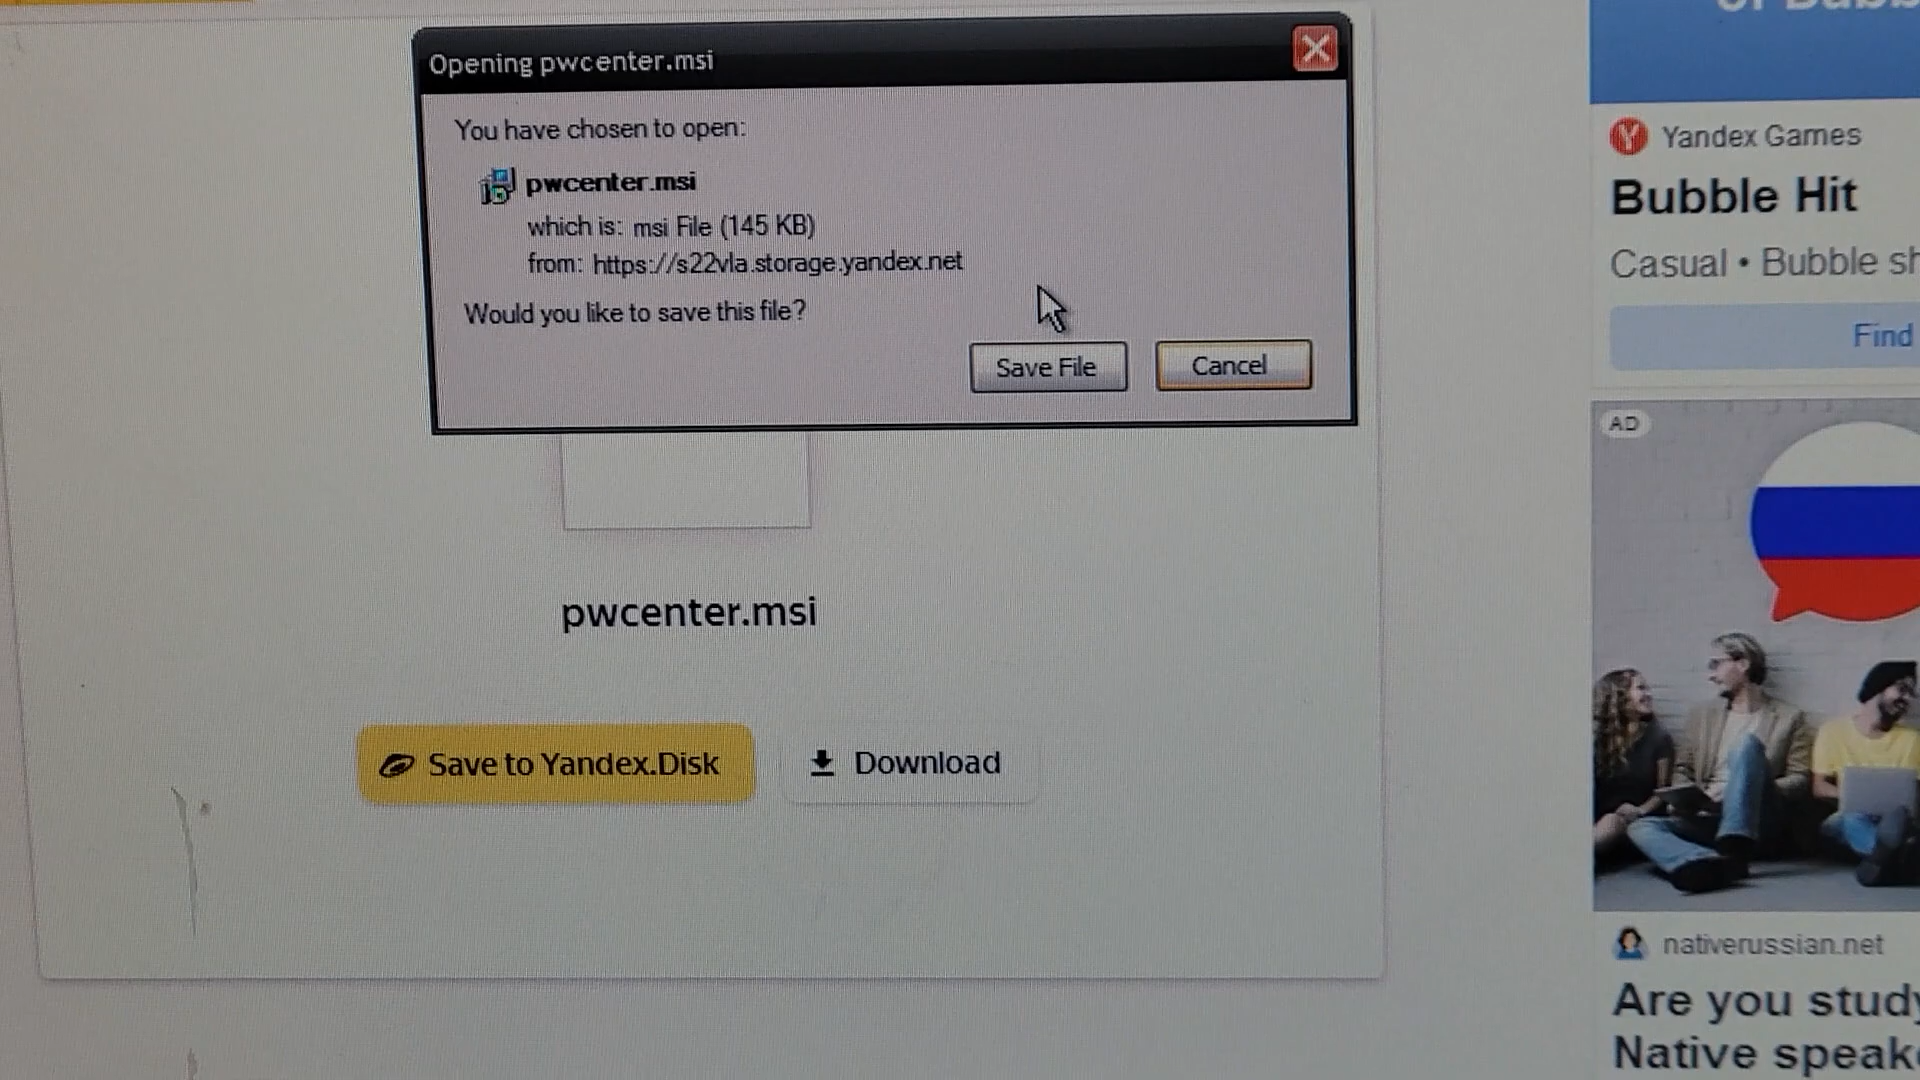 Opening pwcenter.msi
You have chosen to open:
pwcenter.msi
which is: msi File (145 KB)
from: https://s22vla.storage.yandex.net
Would you like to save this file?
Save File
Cancel
pwcenter.msi
Save to Yandex.Disk
Download
Yandex Games
Bubble Hit
Casual • Bubble sh
Find
AD
nativerussian.net
Are you study
Native speake